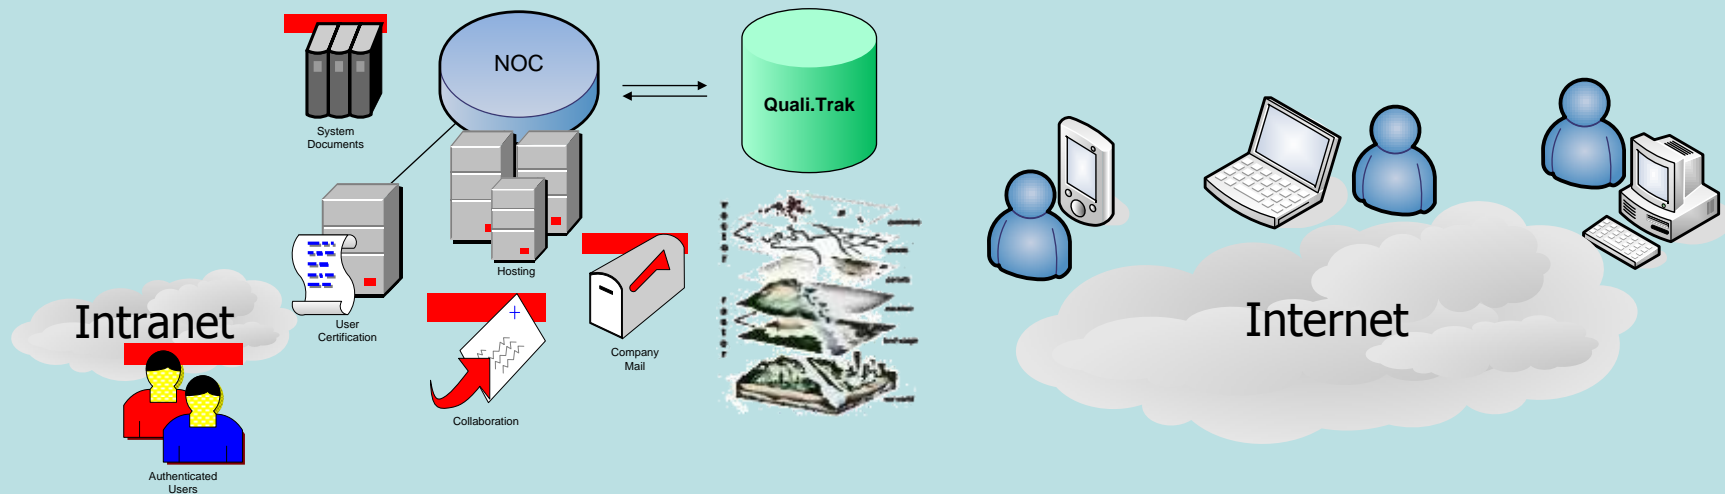 NOC
Quali.Trak
System
Documents
Hosting
User
Certification
Intranet
Company
Mail
Collaboration
Authenticated
Users
Internet